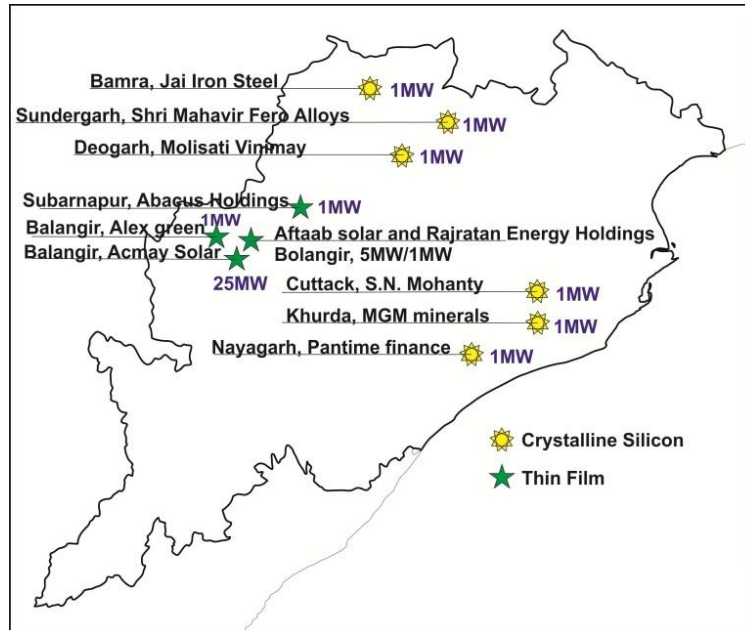 Bamra, Jai Iron Steel
1MW
Sundergarh, Shri Mahavir Fero Alloys
1MW
Deogarh, Molisati Vinmay
1MW
Subarnapur, Abacus Holdings
1MW
1MW
Balangir, Alex green
Aftaab solar and Rajratan Energy Holdings
Balangir, Acmay Solar
Bolangir, 5MW/1MW
25MW
Cuttack, S.N. Mohanty
1MW
Khurda, MGM minerals
1MW
Nayagarh, Pantime finance
1MW
Crystalline Silicon
Thin Film